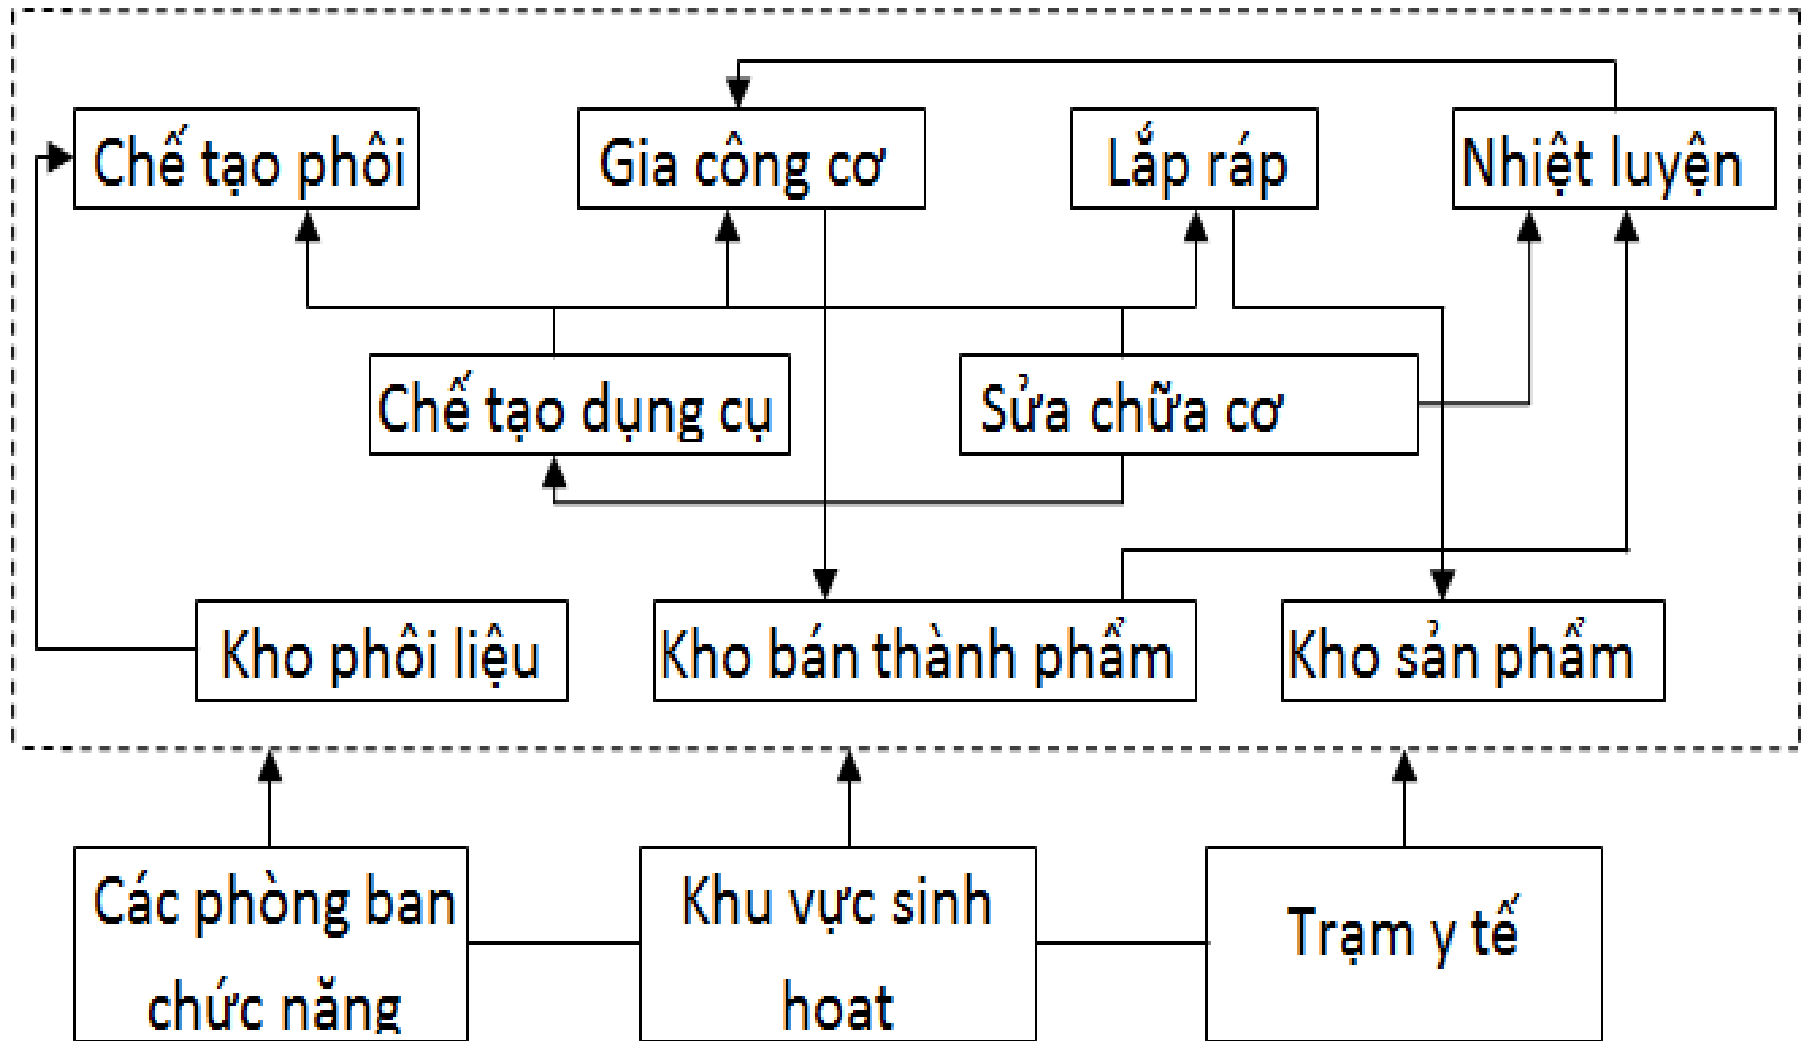 Chế tạo phôi
Gia công cơ
Lắp ráp
Nhiệt luyện
Chế tạo dụng cụ
Sửa chữa cơ
Kho phôi liệu
Kho bán thành phẩm
Kho sản phẩm
Các phòng ban
chức năng
Khu vực sinh
hoat
Trạm y tế